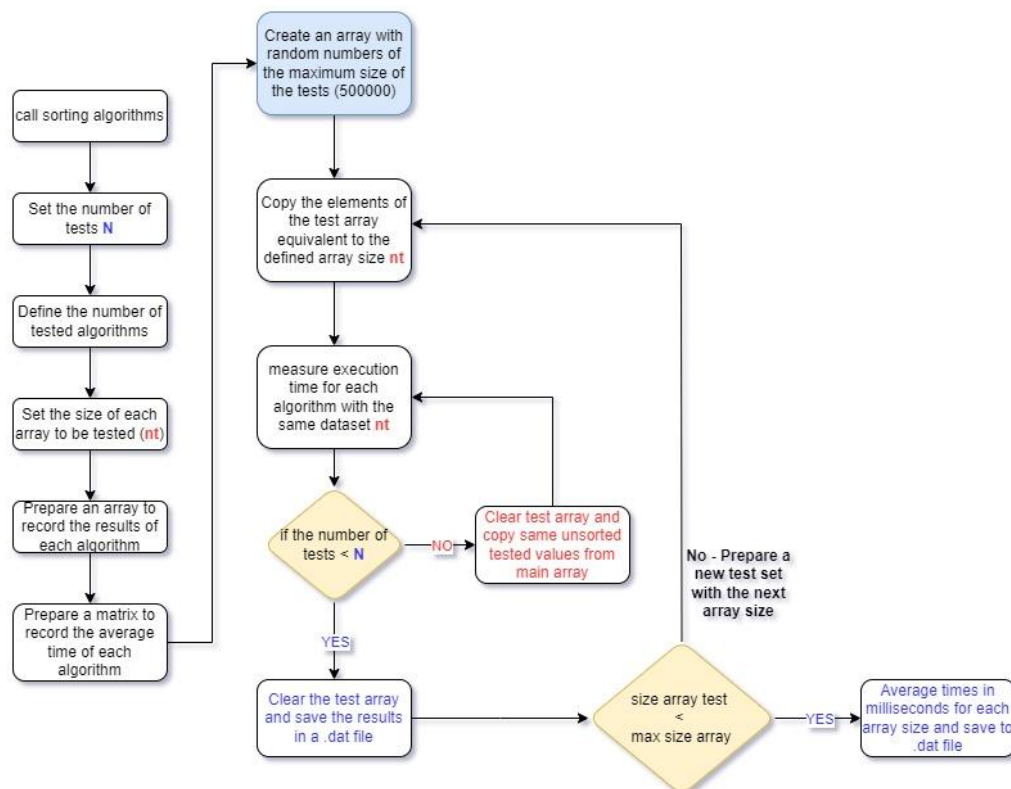 call sorting algorithms
Set the number of
tests N
Define the number of
tested algorithms
Set the size of each
array to be tested (nt)
Prepare an array to
record the results of
each algorithm
Prepare a matrix to
record the average
time of each
algorithm
Create an array with
random numbers of
the maximum size of
the tests (500000)
Copy the elements of
the test array
equivalent to the
defined array size nt
measure execution
time for each
algorithm with the
same dataset nt
if the number of
tests < N
NO
Clear test array and
copy same unsorted
tested values from
main array
YES
Clear the test array
and save the results
in a .dat file
size array test
<
max size array
No - Prepare a
new test set
with the next
array size
YES
Average times in
milliseconds for each
array size and save to
.dat file